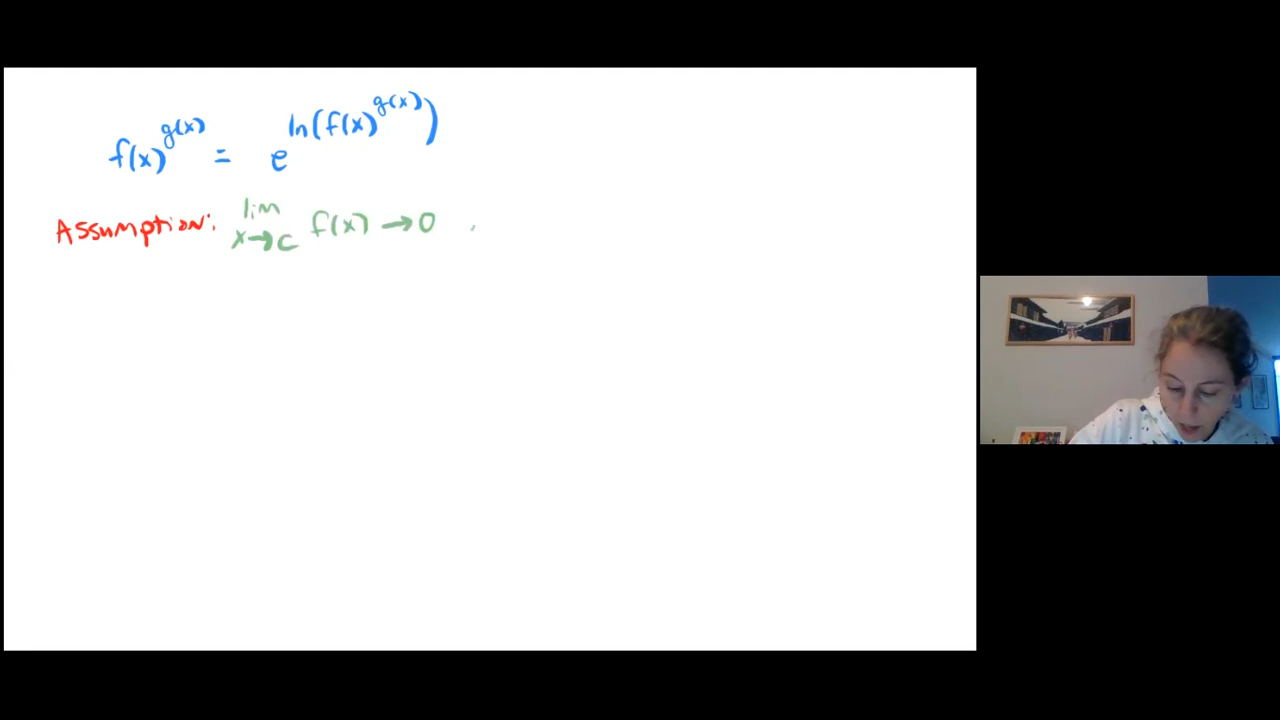 f(x)^g(x) = e^ln(f(x)^g(x))
Assumption: lim x→c f(x) → 0